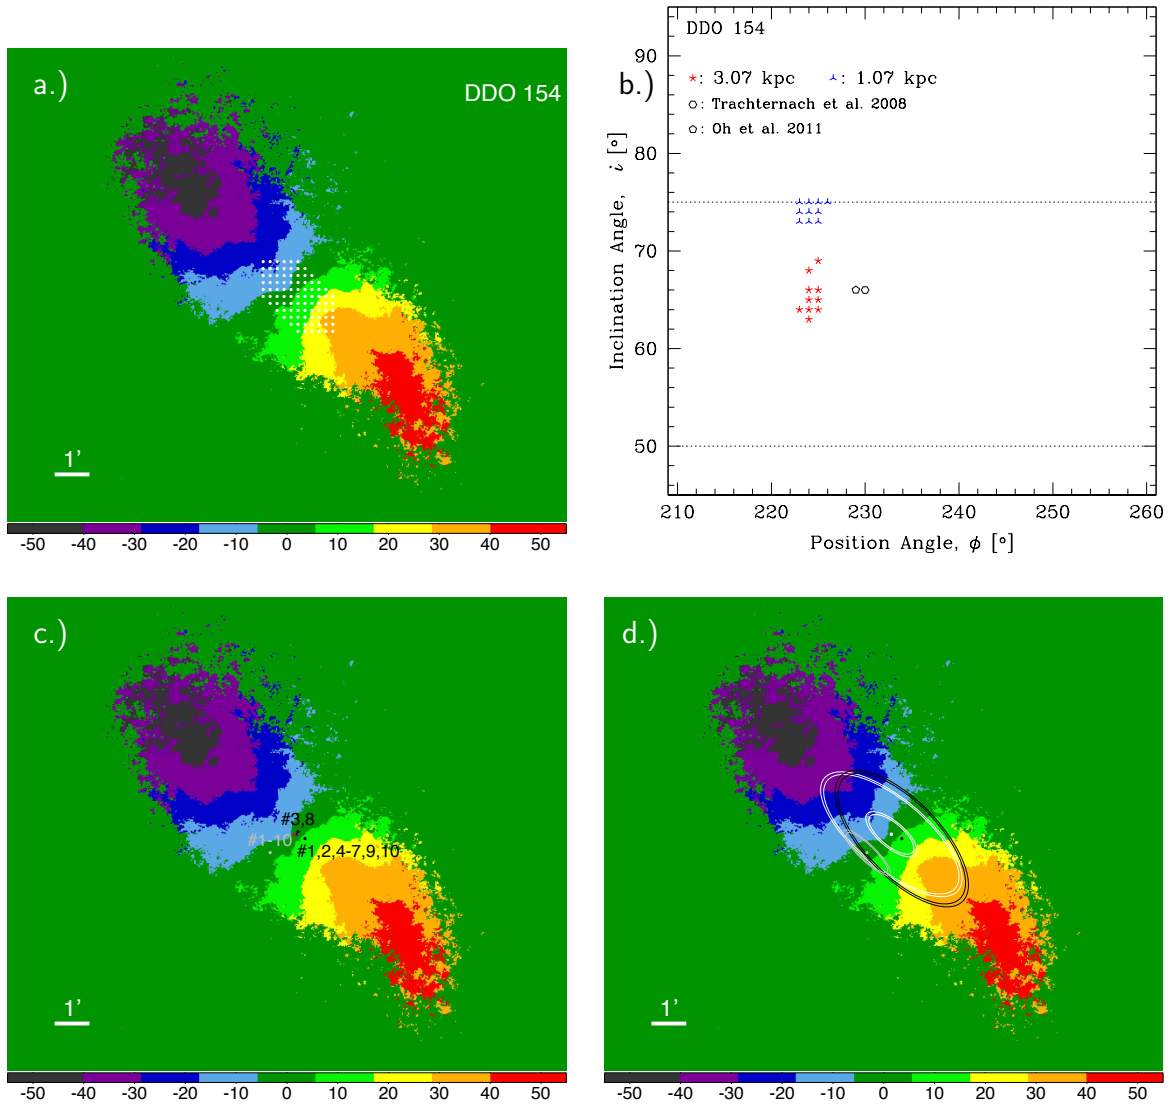 a.)
DDO 154
1'
-50 -40 -30 -20 -10 0 10 20 30 40 50
b.)
DDO 154
: 3.07 kpc : 1.07 kpc
: Trachternach et al. 2008
: Oh et al. 2011
90
80
70
60
50
Inclination Angle, i [°]
210 220 230 240 250 260
Position Angle, ϕ [°]
c.)
#3,8
#1-10
#1,2,4-7,9,10
1'
-50 -40 -30 -20 -10 0 10 20 30 40 50
d.)
1'
-50 -40 -30 -20 -10 0 10 20 30 40 50